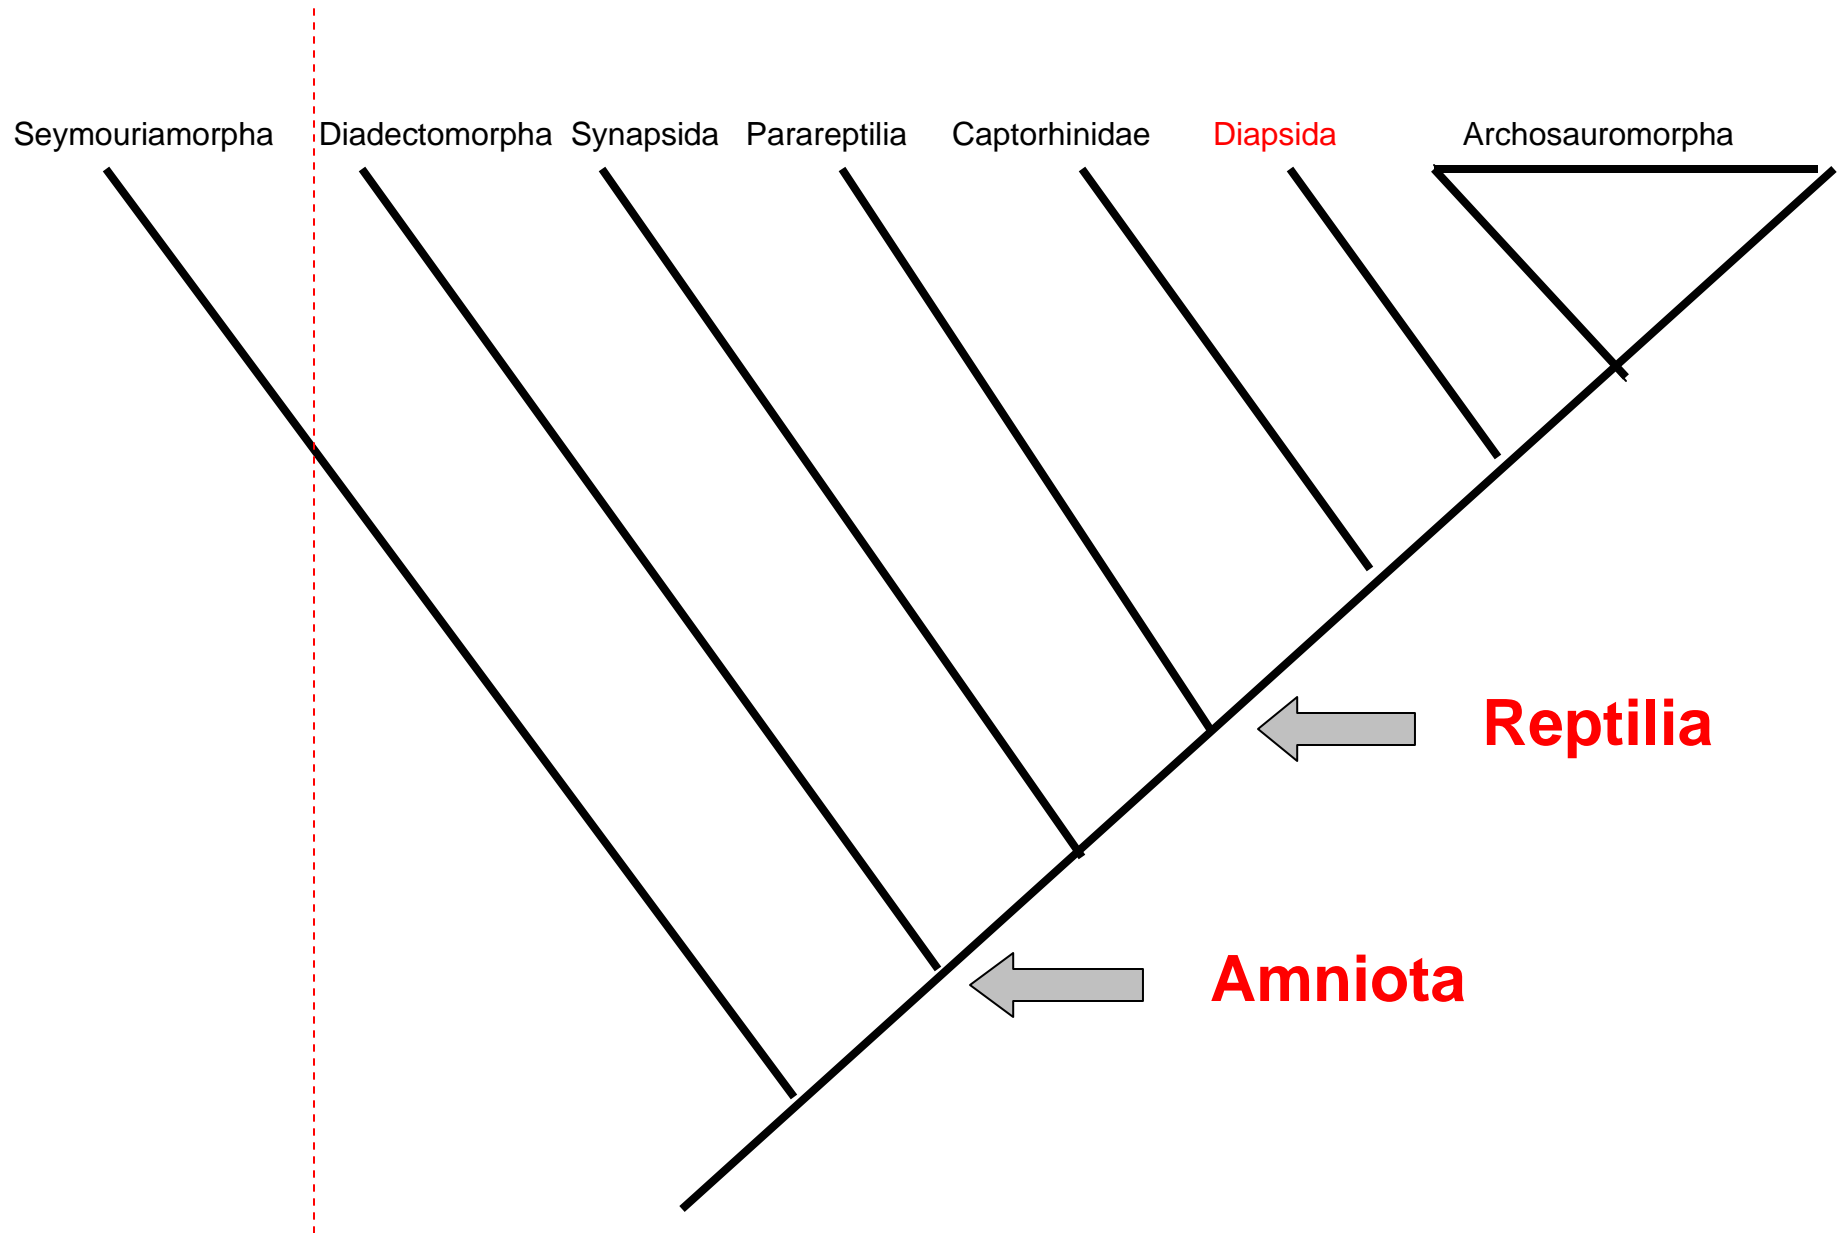 Seymouriamorpha Diadectomorpha Synapsida Parareptilia Captorhinidae Diapsida Archosauromorpha
Reptilia
Amniota